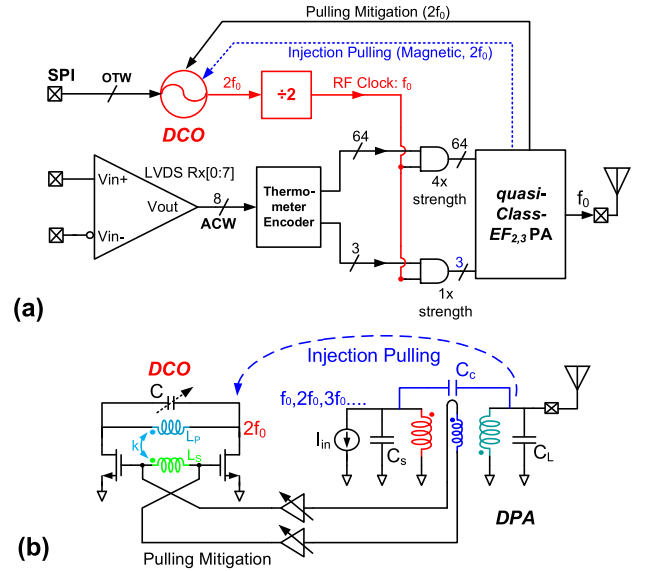 Pulling Mitigation (2f₀)
Injection Pulling (Magnetic, 2f₀)
SPI
OTW
2f₀
÷2
RF Clock: f₀
DCO
64
64
LVDS Rx[0:7]
Vin+
Vout
Vin-
8
ACW
Thermo-
meter
Encoder
4x
strength
quasi-
Class-
EF₂,₃ PA
f₀
3
3
1x
strength
(a)
Injection Pulling
DCO
C
Cc
f₀,2f₀,3f₀....
2f₀
LP
k
LS
Iin
Cs
CL
DPA
(b)
Pulling Mitigation